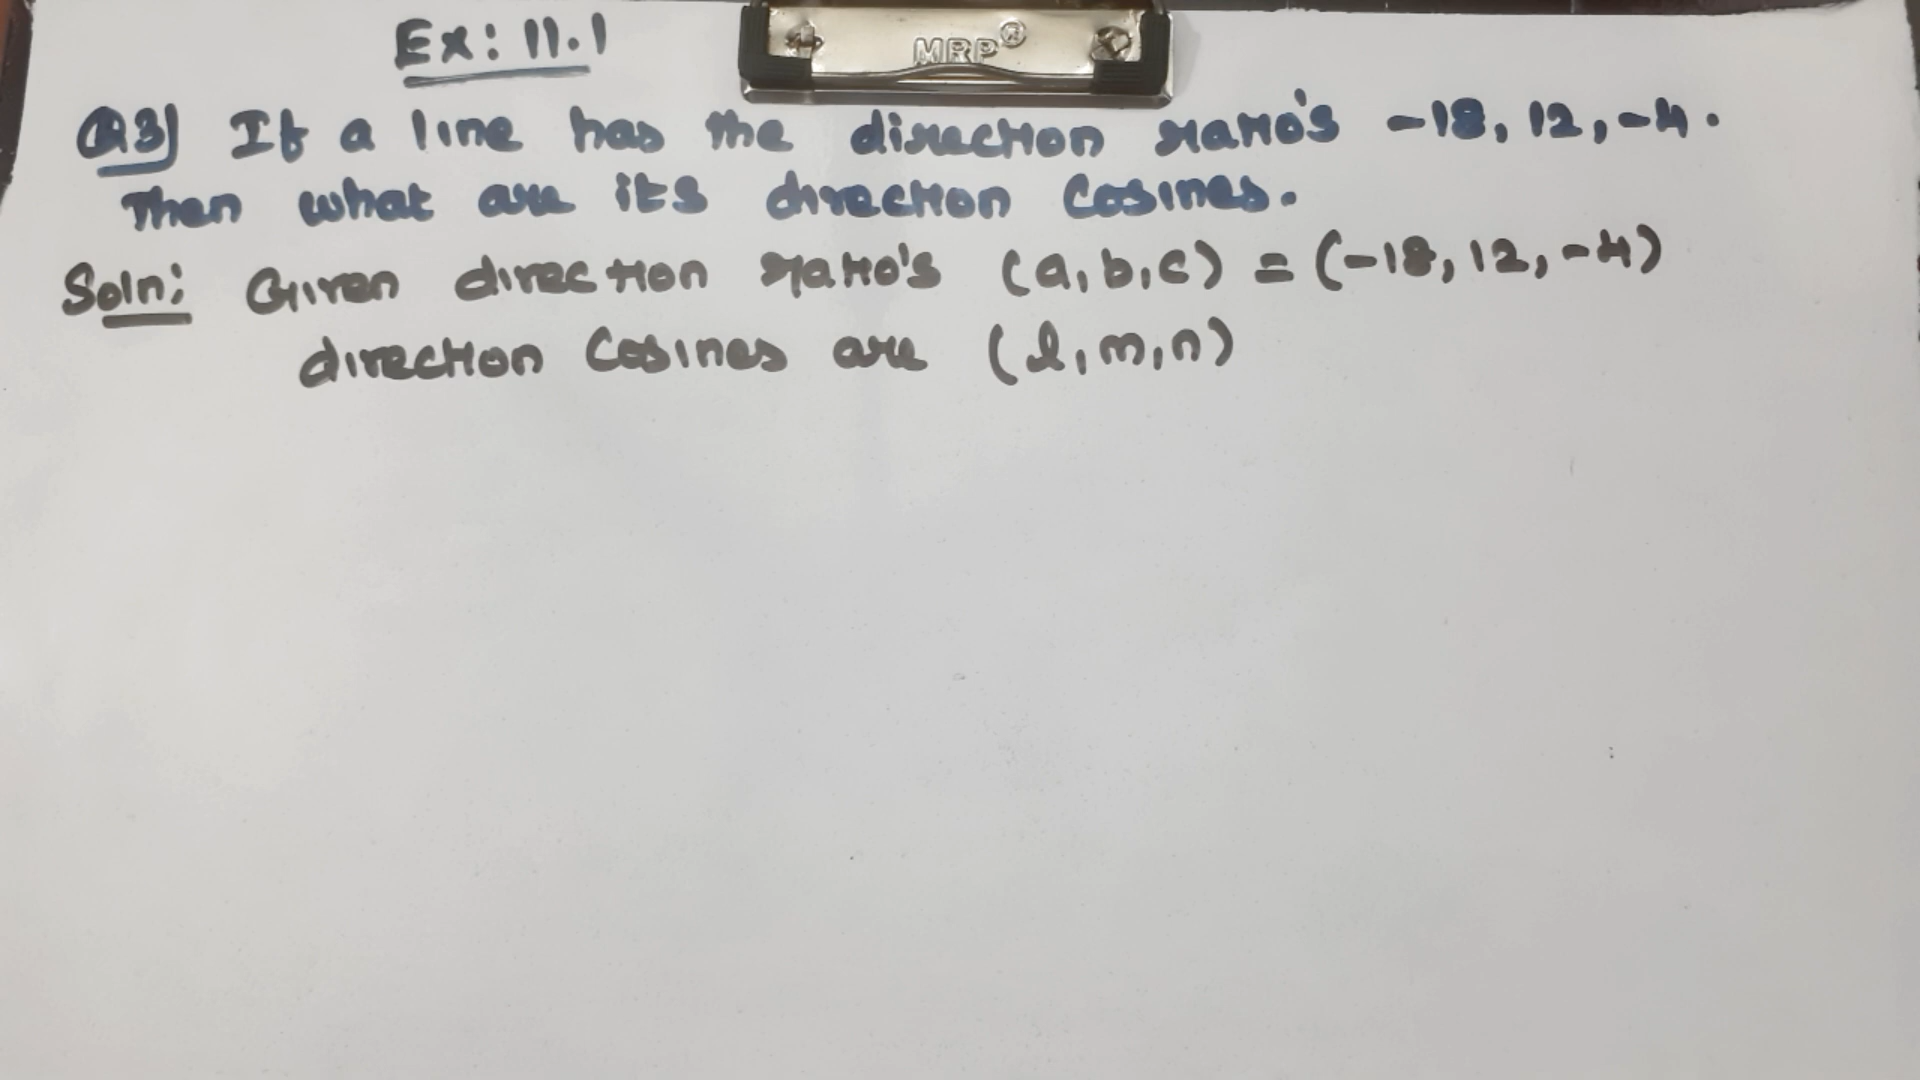 Ex: 11.1
MRP®
Q3) If a line has the direction ratio's -18, 12, -4.
Then what are its direction Cosines.
Soln: Given direction ratio's (a, b, c) = (-18, 12, -4)
direction Cosines are (l, m, n)